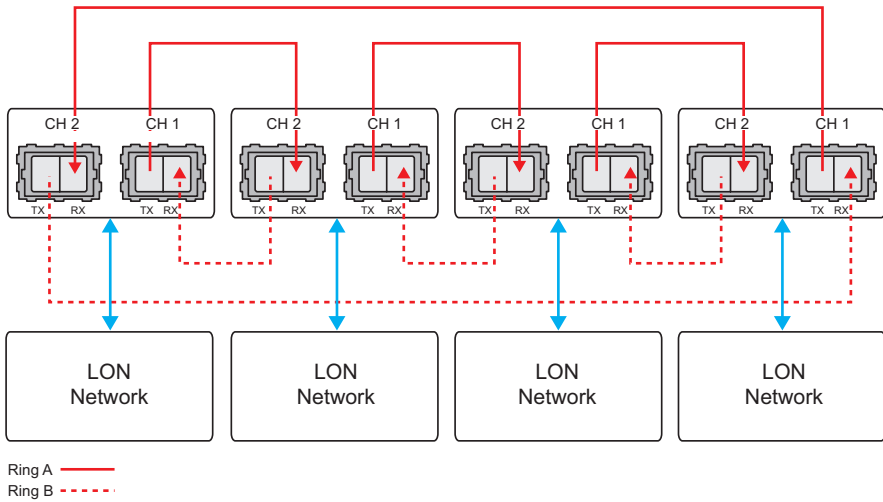 CH 2 CH 1 CH 2 CH 1 CH 2 CH 1 CH 2 CH 1
TX RX TX RX TX RX TX RX TX RX TX RX TX RX TX RX
LON
Network
LON
Network
LON
Network
LON
Network
Ring A
Ring B